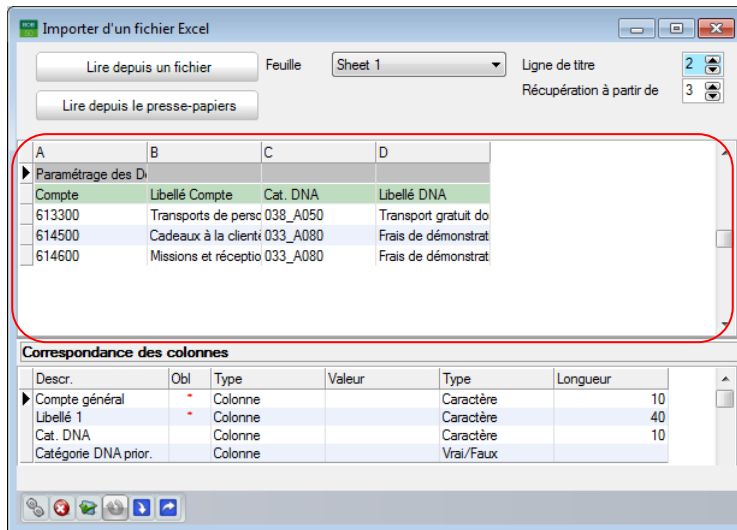 BOB 50 Importer d'un fichier Excel
Lire depuis un fichier Feuille Sheet 1 Ligne de titre 2
Lire depuis le presse-papiers Récupération à partir de 3
A B C D
Paramétrage des D
Compte Libellé Compte Cat. DNA Libellé DNA
613300 Transports de perso 038_A050 Transport gratuit do
614500 Cadeaux à la clienté 033_A080 Frais de démonstrat
614600 Missions et réceptio 033_A080 Frais de démonstrat
Correspondance des colonnes
Descr. Obl Type Valeur Type Longueur
Compte général * Colonne Caractère 10
Libellé 1 * Colonne Caractère 40
Cat. DNA Colonne Caractère 10
Catégorie DNA prior. Colonne Vrai/Faux